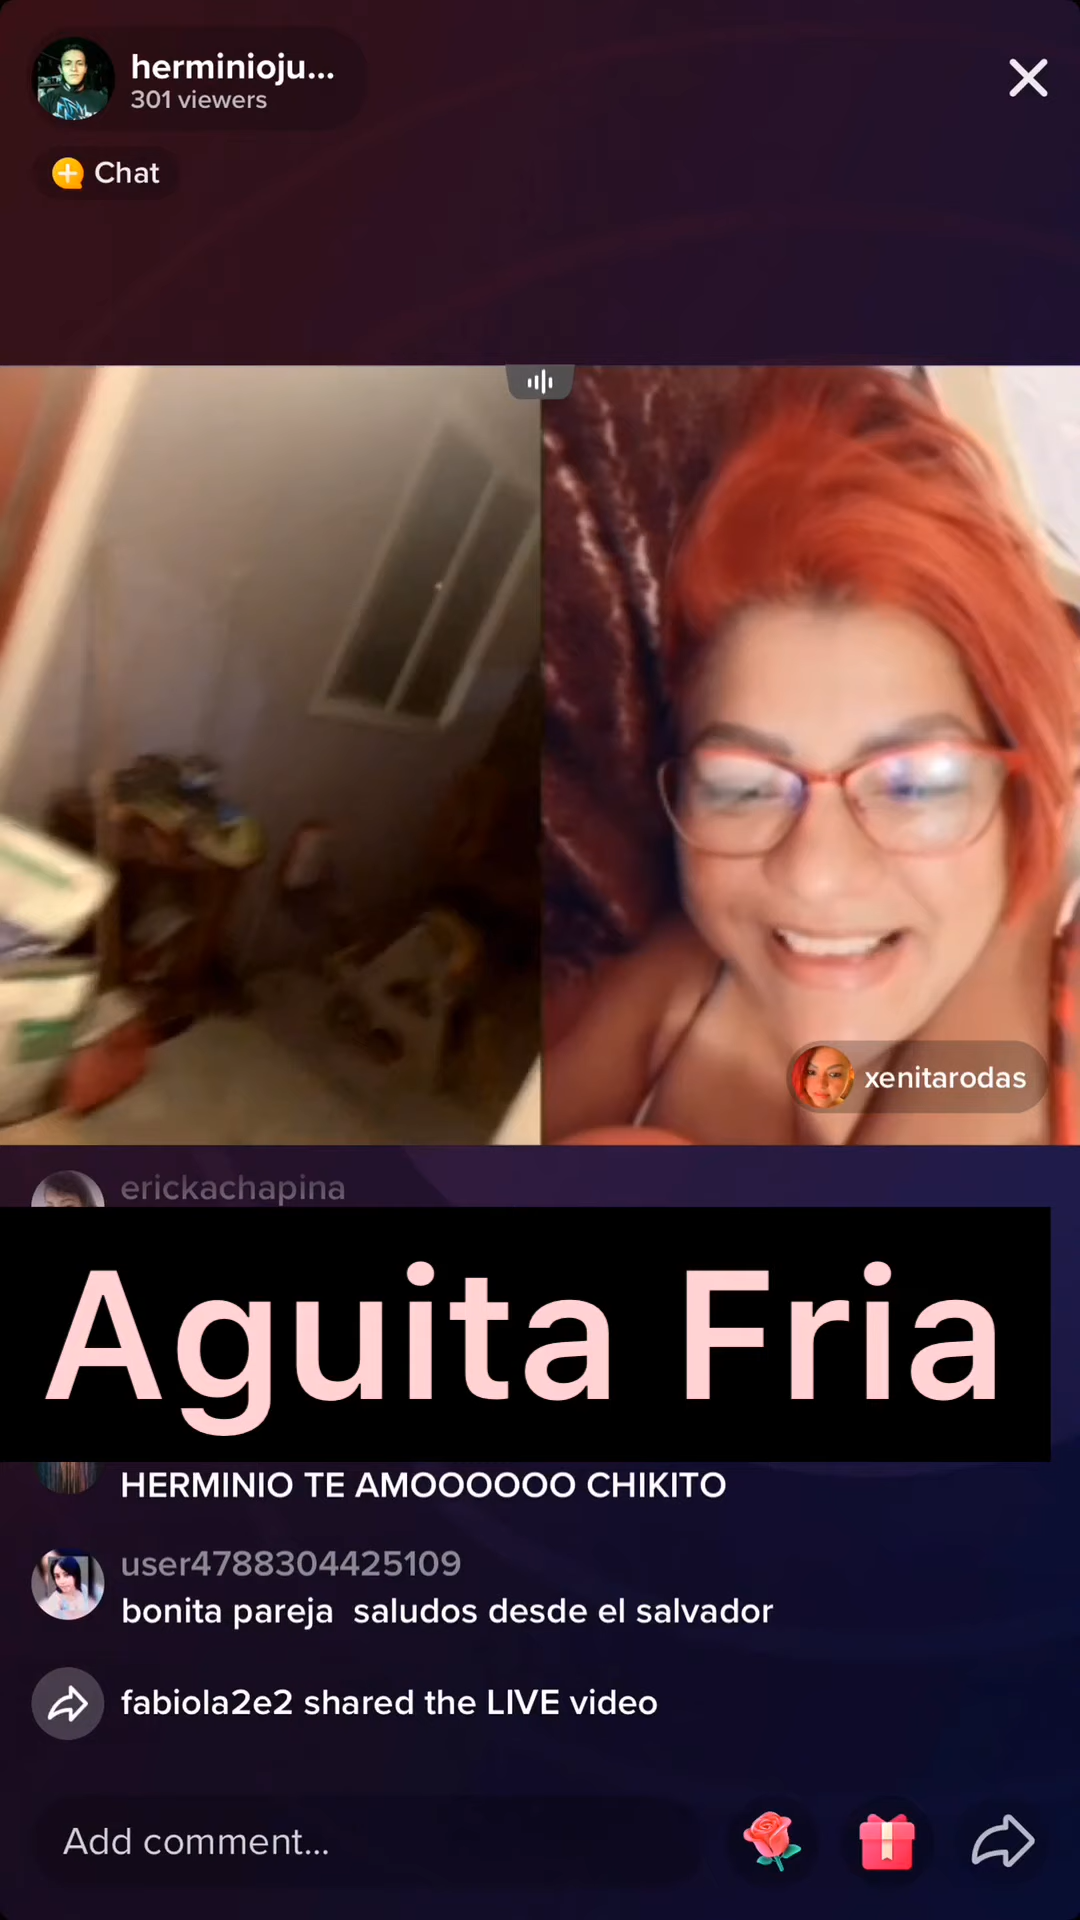 herminioju...
301 viewers
Chat
xenitarodas
erickachapina
Aguita Fria
HERMINIO TE AMOOOOOO CHIKITO
user4788304425109
bonita pareja  saludos desde el salvador
fabiola2e2 shared the LIVE video
Add comment...